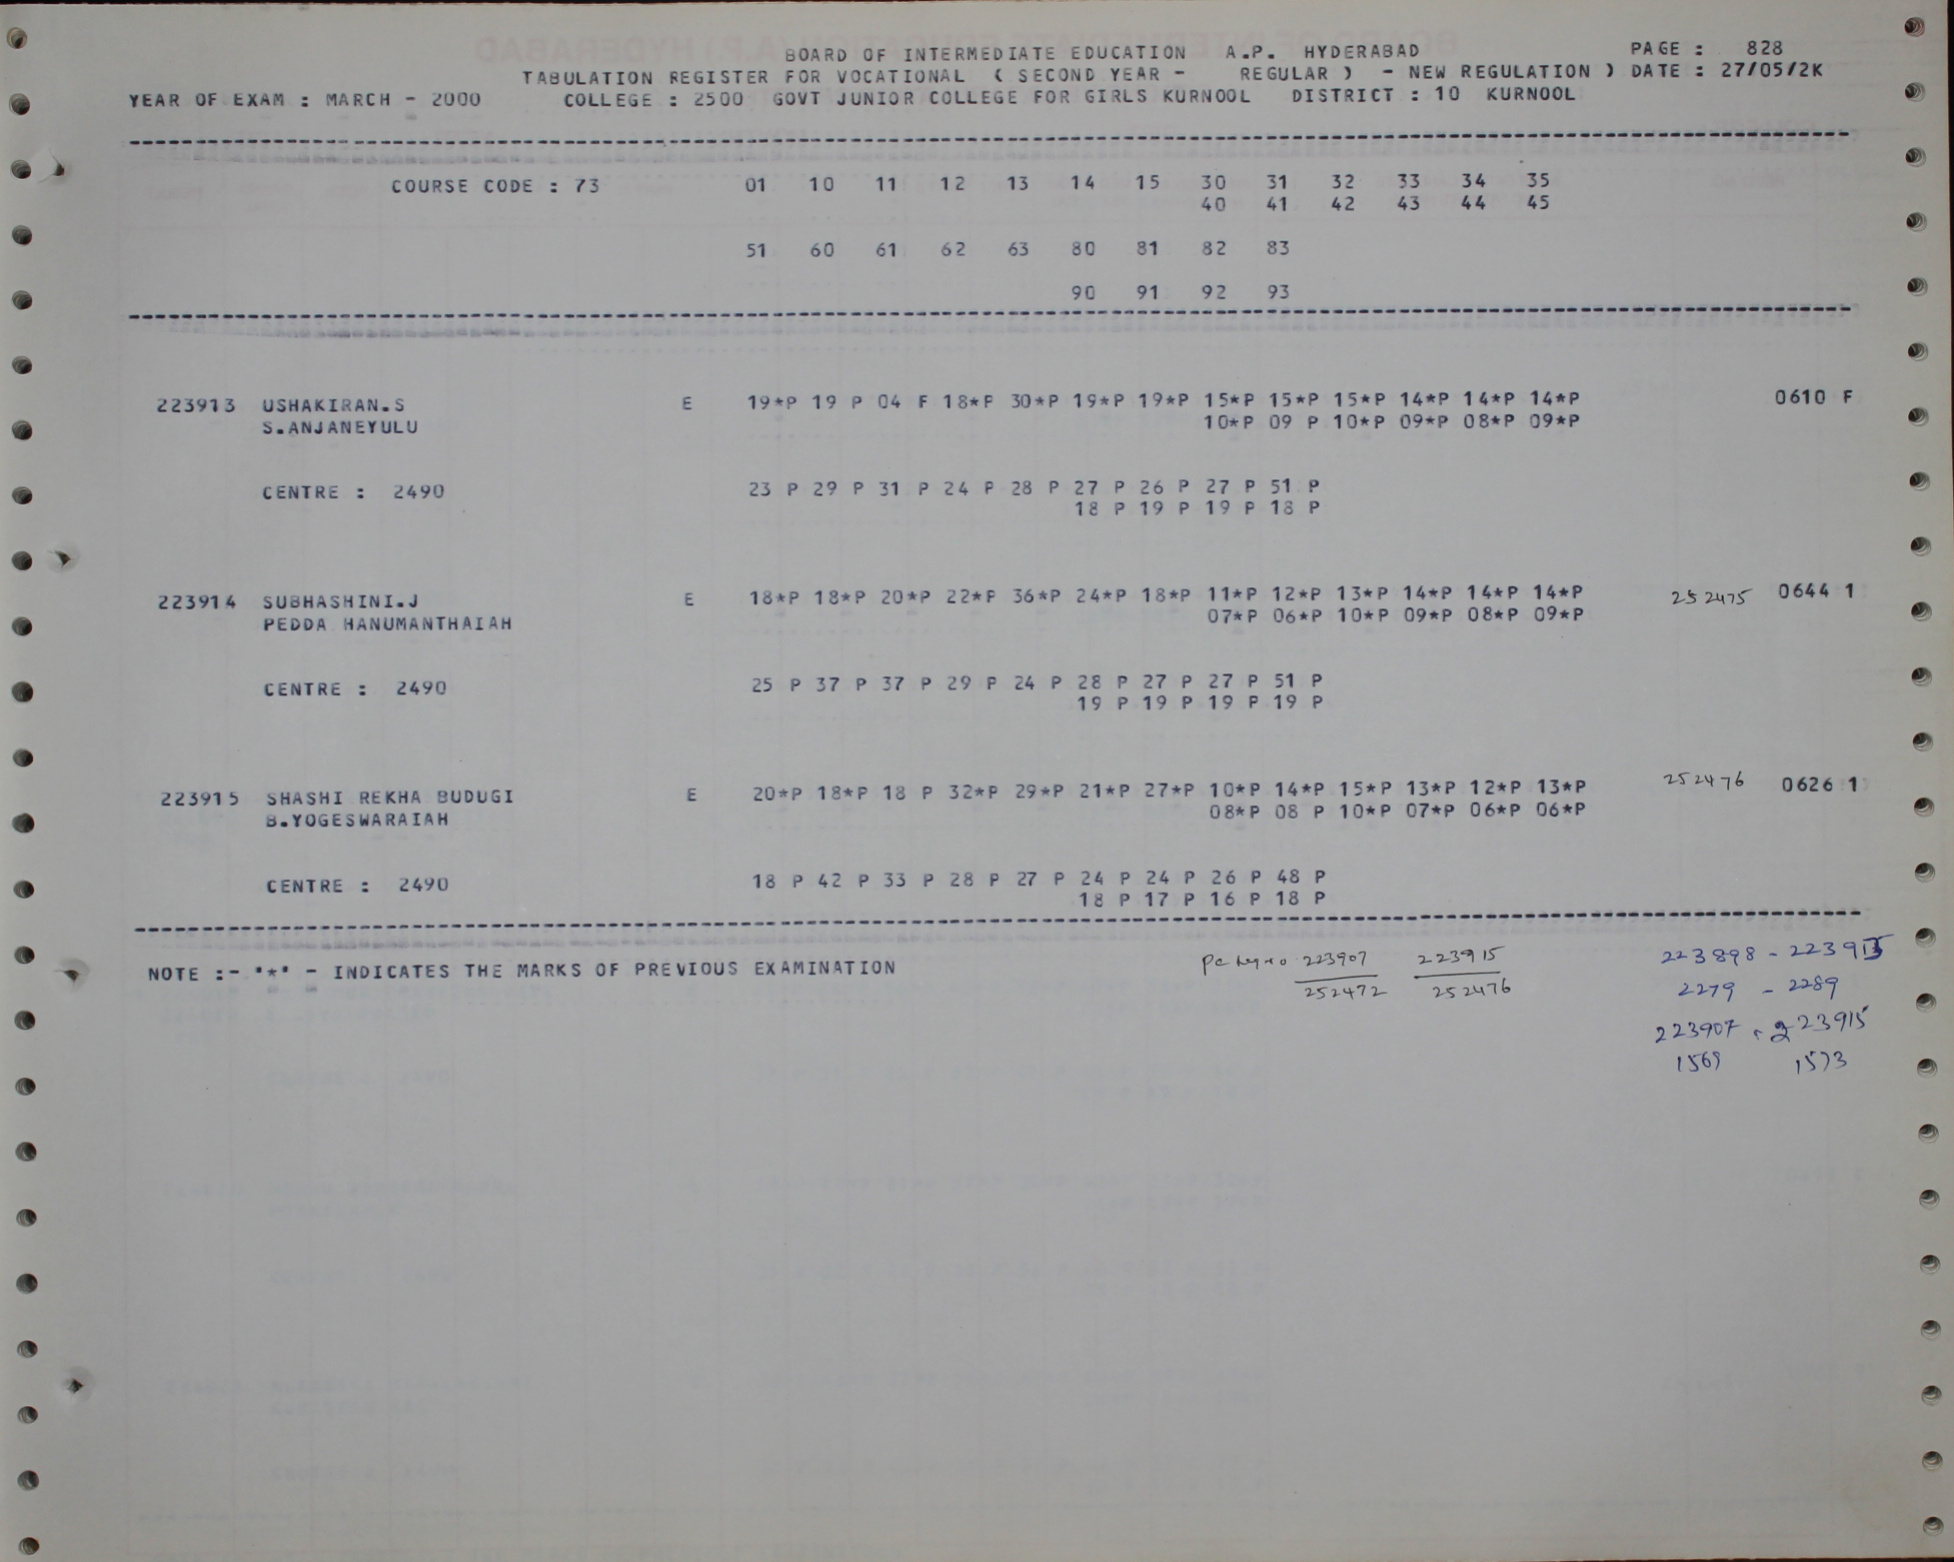 BOARD OF INTERMEDIATE EDUCATION A.P. HYDERABAD PAGE : 828
TABULATION REGISTER FOR VOCATIONAL ( SECOND YEAR - REGULAR ) - NEW REGULATION ) DATE : 27/05/2K
YEAR OF EXAM : MARCH - 2000 COLLEGE : 2500 GOVT JUNIOR COLLEGE FOR GIRLS KURNOOL DISTRICT : 10 KURNOOL
COURSE CODE : 73 01 10 11 12 13 14 15 30 31 32 33 34 35
40 41 42 43 44 45
51 60 61 62 63 80 81 82 83
90 91 92 93
223913 USHAKIRAN.S E 19*P 19 P 04 F 18*P 30*P 19*P 19*P 15*P 15*P 15*P 14*P 14*P 14*P 0610 F
S.ANJANEYULU 10*P 09 P 10*P 09*P 08*P 09*P
CENTRE : 2490 23 P 29 P 31 P 24 P 28 P 27 P 26 P 27 P 51 P
18 P 19 P 19 P 18 P
223914 SUBHASHINI.J E 18*P 18*P 20*P 22*P 36*P 24*P 18*P 11*P 12*P 13*P 14*P 14*P 14*P 252475 0644 1
PEDDA HANUMANTHAIAH 07*P 06*P 10*P 09*P 08*P 09*P
CENTRE : 2490 25 P 37 P 37 P 29 P 24 P 28 P 27 P 27 P 51 P
19 P 19 P 19 P 19 P
223915 SHASHI REKHA BUDUGI E 20*P 18*P 18 P 32*P 29*P 21*P 27*P 10*P 14*P 15*P 13*P 12*P 13*P 252476 0626 1
B.YOGESWARAIAH 08*P 08 P 10*P 07*P 06*P 06*P
CENTRE : 2490 18 P 42 P 33 P 28 P 27 P 24 P 24 P 26 P 48 P
18 P 17 P 16 P 18 P
NOTE :- "*" - INDICATES THE MARKS OF PREVIOUS EXAMINATION
223907 223915
252472 252476
223898 - 223915
2279 - 2289
223907 - 223915
1569 1573